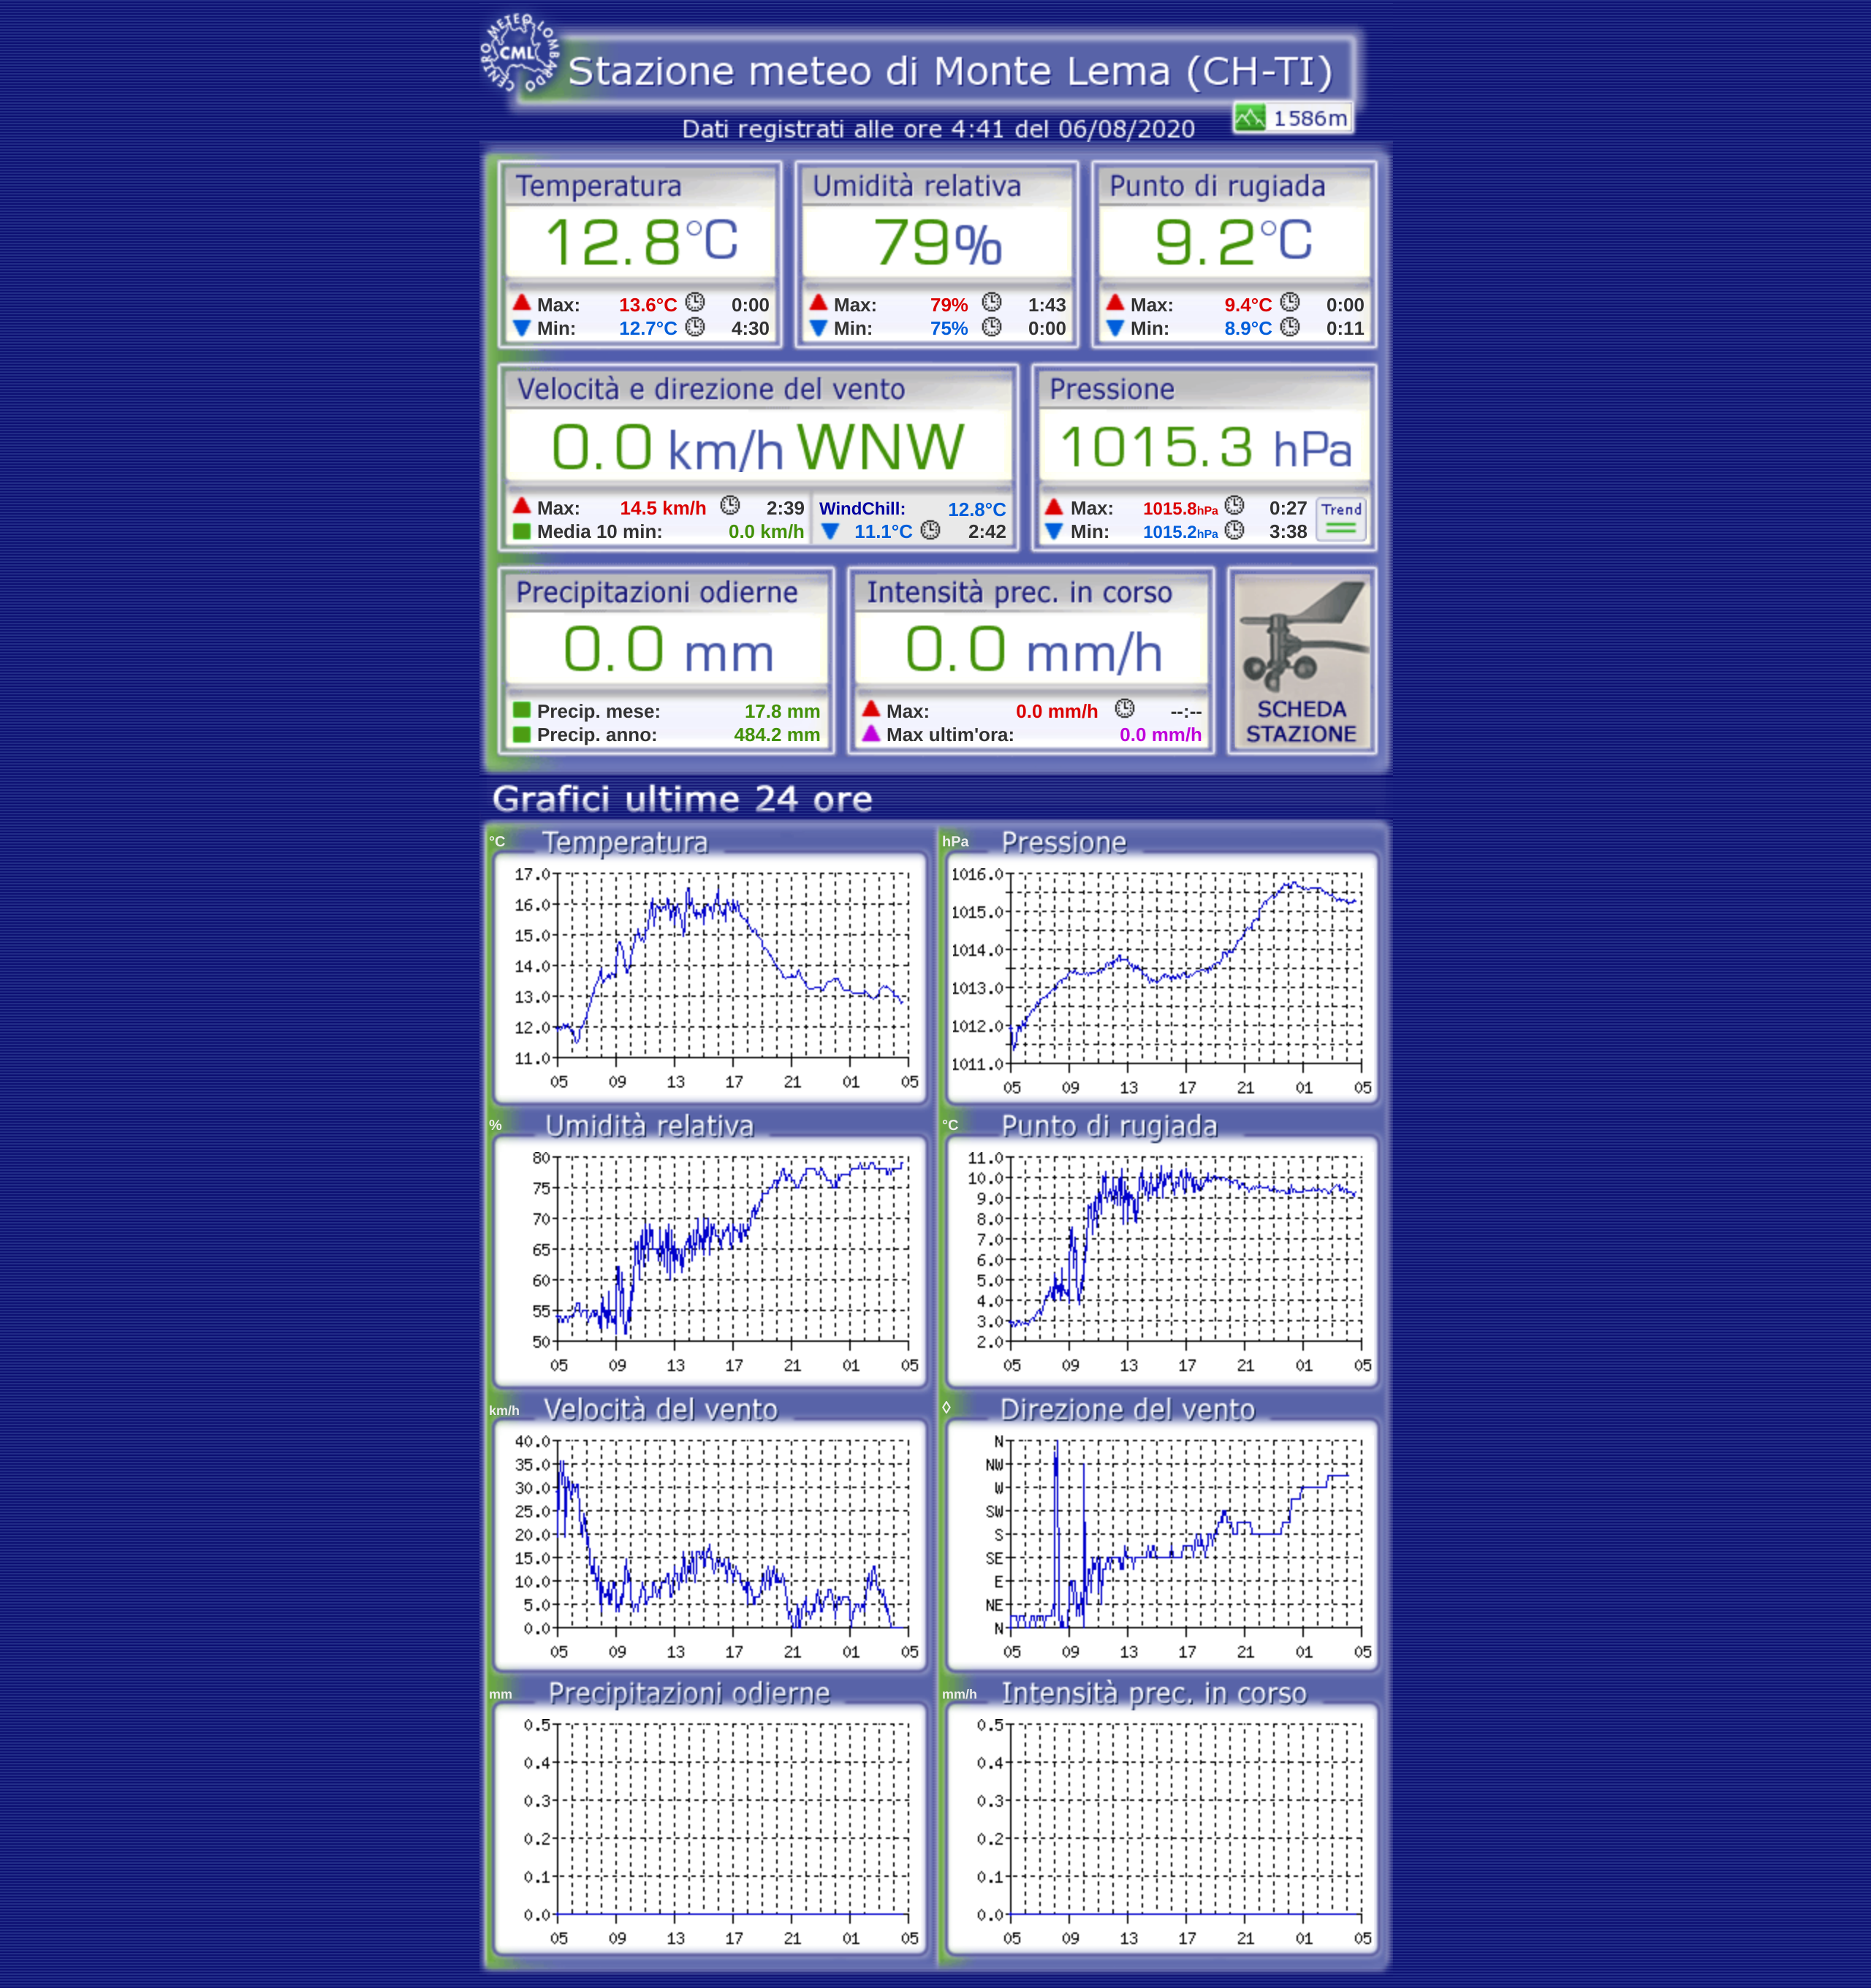 CENTRO METEO LOMBARDO
CML
Stazione meteo di Monte Lema (CH-TI)
1586m
Dati registrati alle ore 4:41 del 06/08/2020
Temperatura Umidità relativa Punto di rugiada
12.8°C 79% 9.2°C
Max: 13.6°C 0:00 Max: 79% 1:43 Max: 9.4°C 0:00
Min: 12.7°C 4:30 Min: 75% 0:00 Min: 8.9°C 0:11
Velocità e direzione del vento Pressione
0.0 km/h WNW 1015.3 hPa
Max: 14.5 km/h 2:39 WindChill: 12.8°C Max: 1015.8hPa 0:27 Trend
Media 10 min: 0.0 km/h 11.1°C 2:42 Min: 1015.2hPa 3:38
Precipitazioni odierne Intensità prec. in corso
0.0 mm 0.0 mm/h
Precip. mese: 17.8 mm Max: 0.0 mm/h --:-- SCHEDA
Precip. anno: 484.2 mm Max ultim'ora: 0.0 mm/h STAZIONE
Grafici ultime 24 ore
°C Temperatura
17.0
16.0
15.0
14.0
13.0
12.0
11.0
05 09 13 17 21 01 05
hPa Pressione
1016.0
1015.0
1014.0
1013.0
1012.0
1011.0
05 09 13 17 21 01 05
% Umidità relativa
80
75
70
65
60
55
50
05 09 13 17 21 01 05
°C Punto di rugiada
11.0
10.0
9.0
8.0
7.0
6.0
5.0
4.0
3.0
2.0
05 09 13 17 21 01 05
km/h Velocità del vento
40.0
35.0
30.0
25.0
20.0
15.0
10.0
5.0
0.0
05 09 13 17 21 01 05
◊ Direzione del vento
N
NW
W
SW
S
SE
E
NE
N
05 09 13 17 21 01 05
mm Precipitazioni odierne
0.5
0.4
0.3
0.2
0.1
0.0
05 09 13 17 21 01 05
mm/h Intensità prec. in corso
0.5
0.4
0.3
0.2
0.1
0.0
05 09 13 17 21 01 05